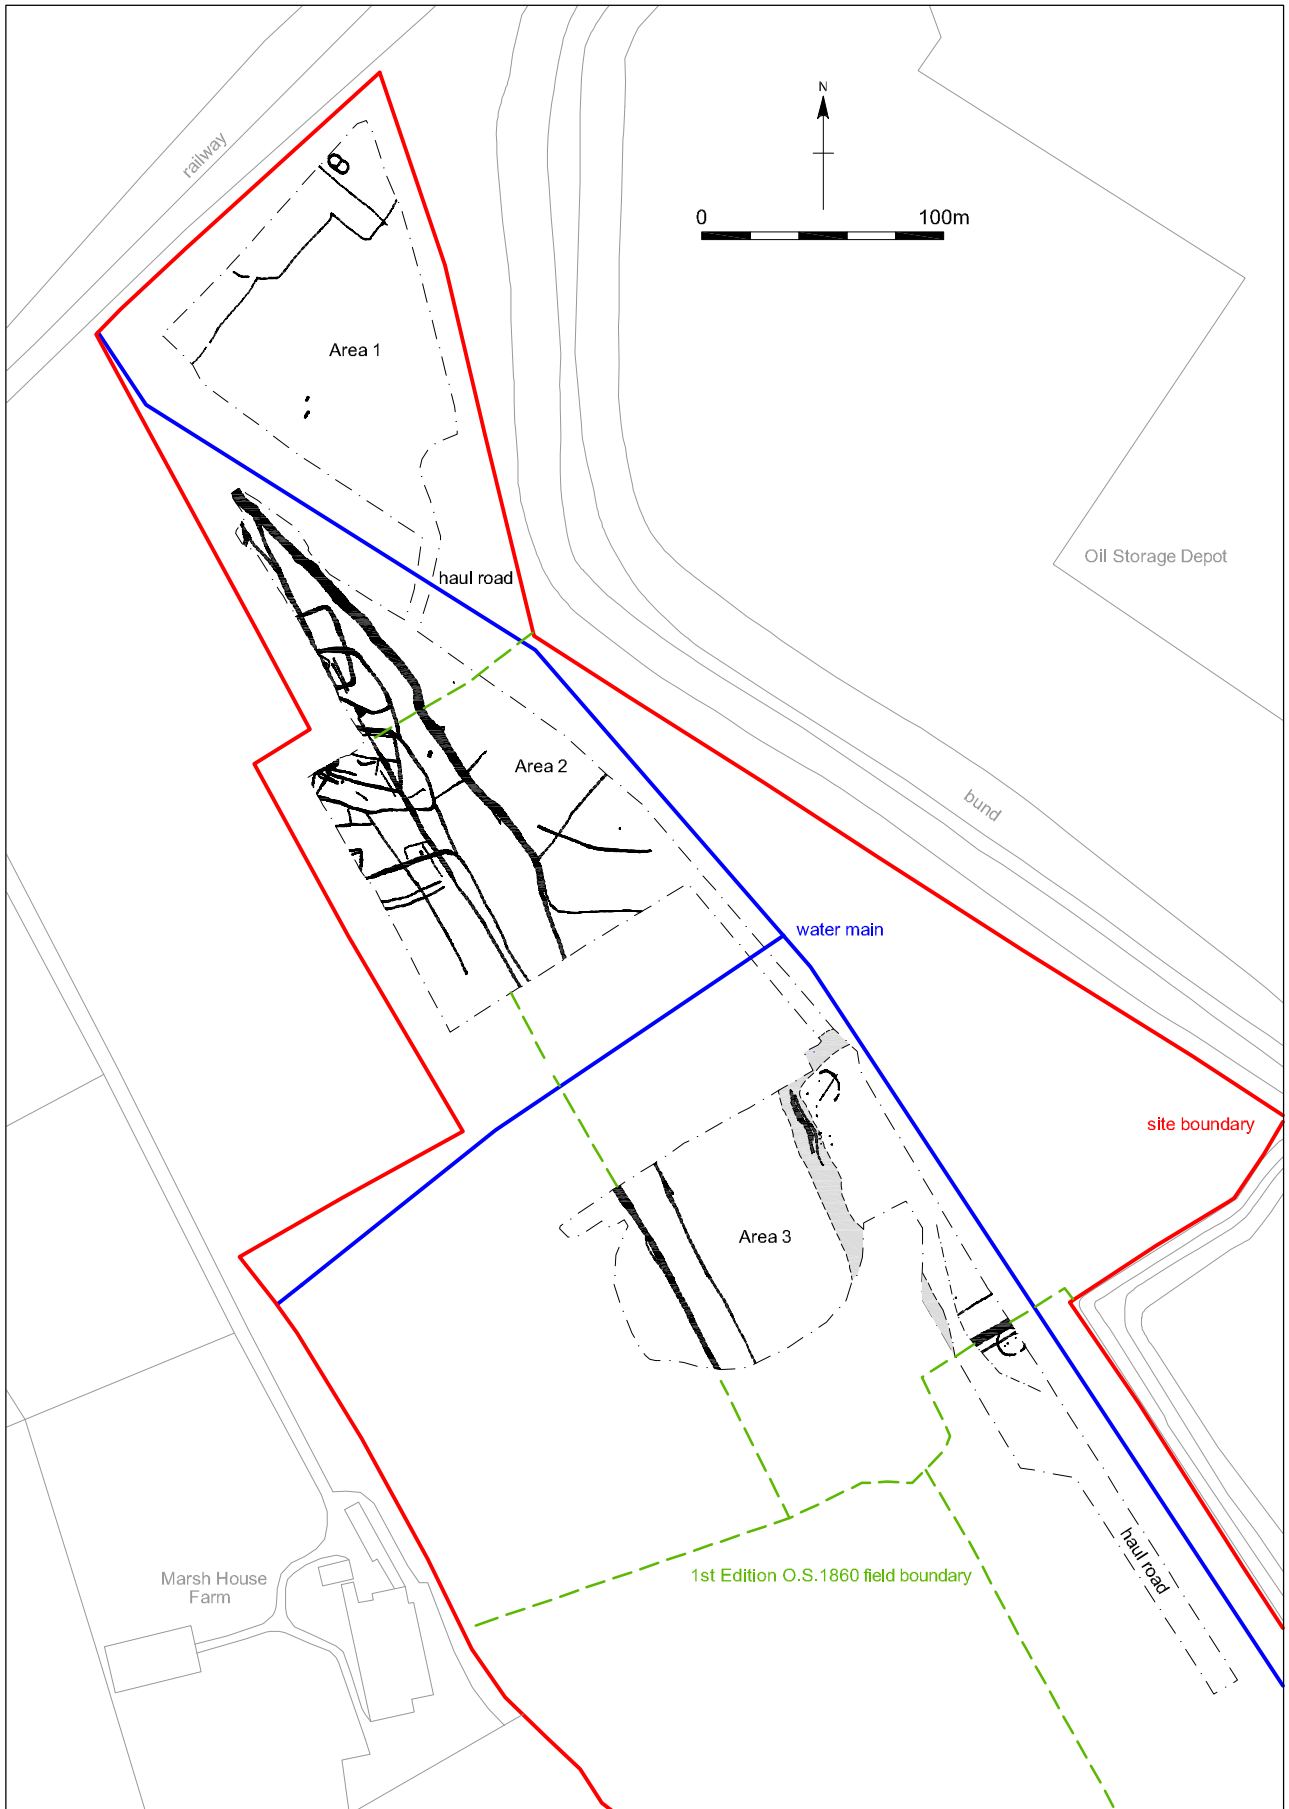 N
railway
0 100m
Area 1
Oil Storage Depot
haul road
Area 2
bund
water main
site boundary
Area 3
haul road
1st Edition O.S.1860 field boundary
Marsh House
Farm